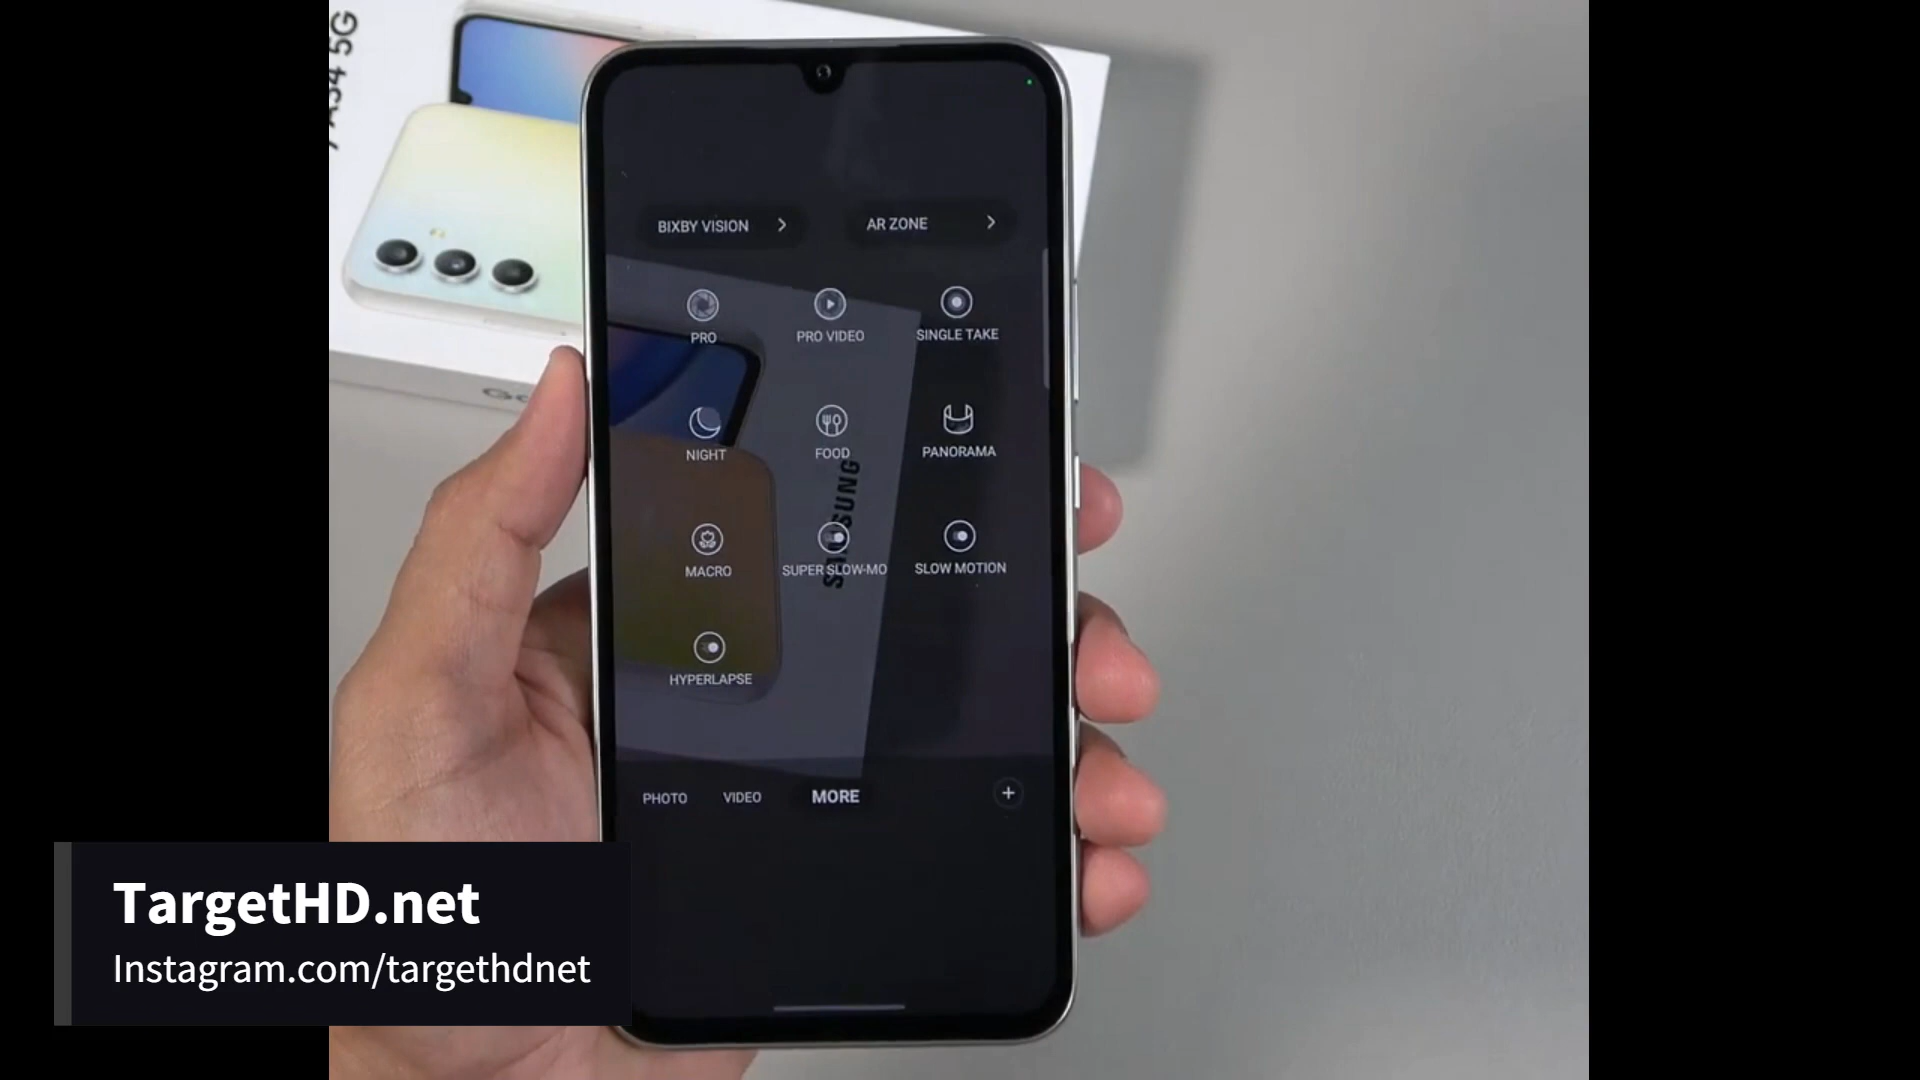 A34 5G
BIXBY VISION
AR ZONE
PRO
PRO VIDEO
SINGLE TAKE
NIGHT
FOOD
PANORAMA
SAMSUNG
MACRO
SUPER SLOW-MO
SLOW MOTION
HYPERLAPSE
PHOTO
VIDEO
MORE
TargetHD.net
Instagram.com/targethdnet